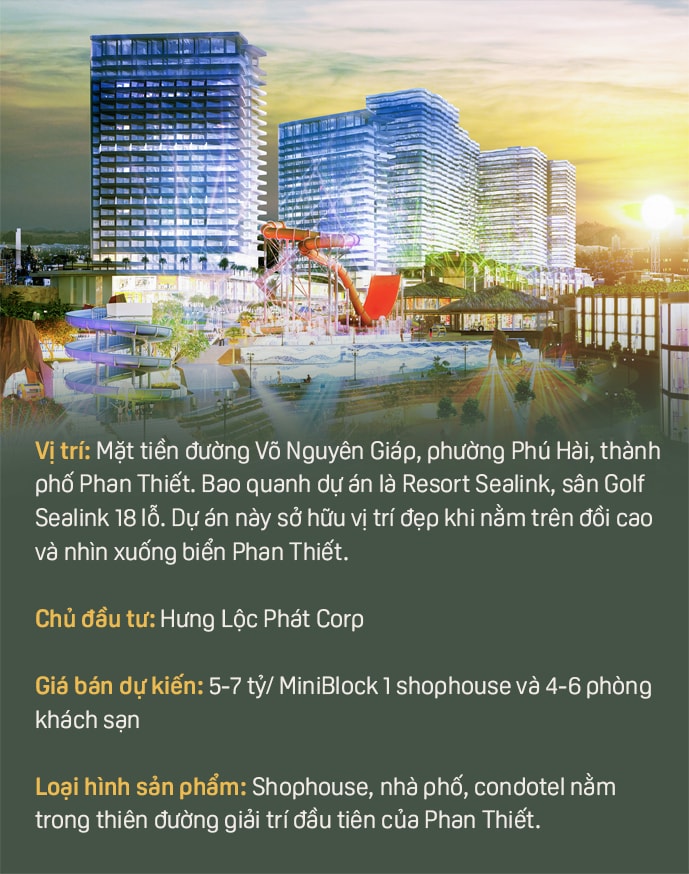 Vị trí: Mặt tiền đường Võ Nguyên Giáp, phường Phú Hài, thành
phố Phan Thiết. Bao quanh dự án là Resort Sealink, sân Golf
Sealink 18 lỗ. Dự án này sở hữu vị trí đẹp khi nằm trên đồi cao
và nhìn xuống biển Phan Thiết.
Chủ đầu tư: Hưng Lộc Phát Corp
Giá bán dự kiến: 5-7 tỷ/ MiniBlock 1 shophouse và 4-6 phòng
khách sạn
Loại hình sản phẩm: Shophouse, nhà phố, condotel nằm
trong thiên đường giải trí đầu tiên của Phan Thiết.